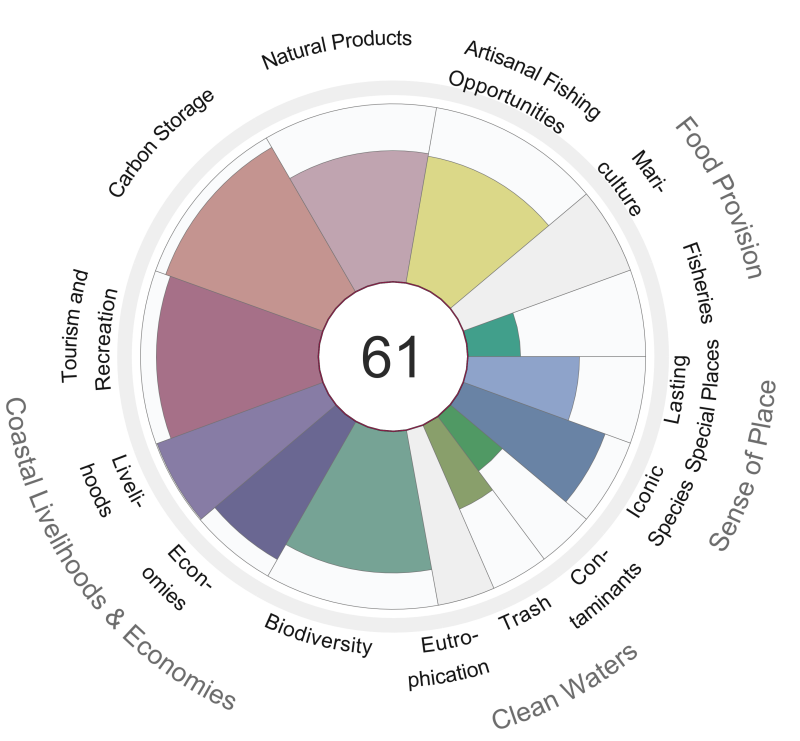 Natural Products
Artisanal Fishing
Opportunities
Mari-
culture
Food Provision
Fisheries
Lasting
Special Places
Sense of Place
Iconic
Species
Con-
taminants
Clean Waters
Trash
Eutro-
phication
Biodiversity
Econ-
omies
Liveli-
hoods
Coastal Livelihoods & Economies
Tourism and
Recreation
Carbon Storage
61